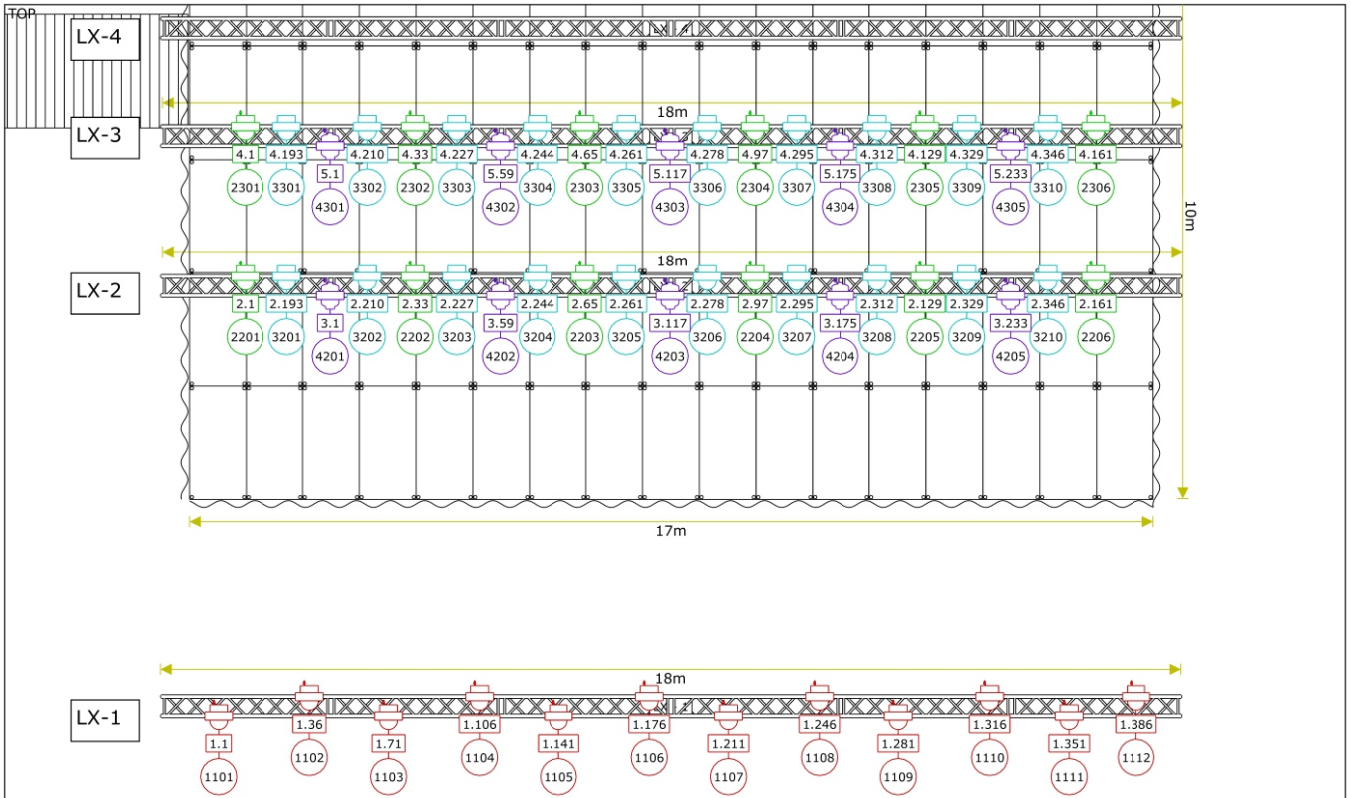 TOP
LX-4
18m
LX-3
4.1 4.193 4.210 4.33 4.227 4.244 4.65 4.261 4.278 4.97 4.295 4.312 4.129 4.329 4.346 4.161
5.1 5.59 5.117 5.175 5.233
2301 3301 3302 2302 3303 3304 2303 3305 3306 2304 3307 3308 2305 3309 3310 2306
4301 4302 4303 4304 4305
10m
18m
LX-2
2.1 2.193 2.210 2.33 2.227 2.244 2.65 2.261 2.278 2.97 2.295 2.312 2.129 2.329 2.346 2.161
3.1 3.59 3.117 3.175 3.233
2201 3201 3202 2202 3203 3204 2203 3205 3206 2204 3207 3208 2205 3209 3210 2206
4201 4202 4203 4204 4205
17m
18m
LX-1
1.36 1.106 1.176 1.246 1.316 1.386
1.1 1.71 1.141 1.211 1.281 1.351
1102 1104 1106 1108 1110 1112
1101 1103 1105 1107 1109 1111